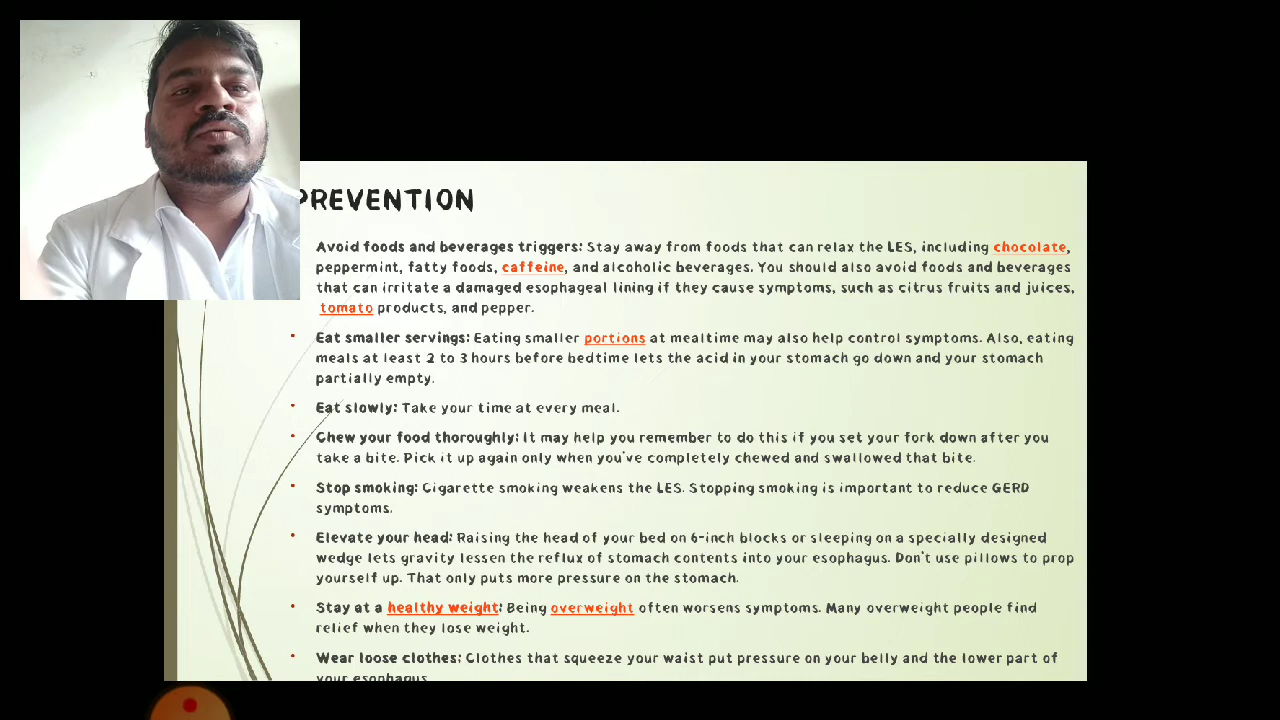 PREVENTION
Avoid foods and beverages triggers: Stay away from foods that can relax the LES, including chocolate,
peppermint, fatty foods, caffeine, and alcoholic beverages. You should also avoid foods and beverages
that can irritate a damaged esophageal lining if they cause symptoms, such as citrus fruits and juices,
tomato products, and pepper.
• Eat smaller servings: Eating smaller portions at mealtime may also help control symptoms. Also, eating
meals at least 2 to 3 hours before bedtime lets the acid in your stomach go down and your stomach
partially empty.
• Eat slowly: Take your time at every meal.
• Chew your food thoroughly: It may help you remember to do this if you set your fork down after you
take a bite. Pick it up again only when you've completely chewed and swallowed that bite.
• Stop smoking: Cigarette smoking weakens the LES. Stopping smoking is important to reduce GERD
symptoms.
• Elevate your head: Raising the head of your bed on 6-inch blocks or sleeping on a specially designed
wedge lets gravity lessen the reflux of stomach contents into your esophagus. Don't use pillows to prop
yourself up. That only puts more pressure on the stomach.
• Stay at a healthy weight: Being overweight often worsens symptoms. Many overweight people find
relief when they lose weight.
• Wear loose clothes: Clothes that squeeze your waist put pressure on your belly and the lower part of
your esophagus.